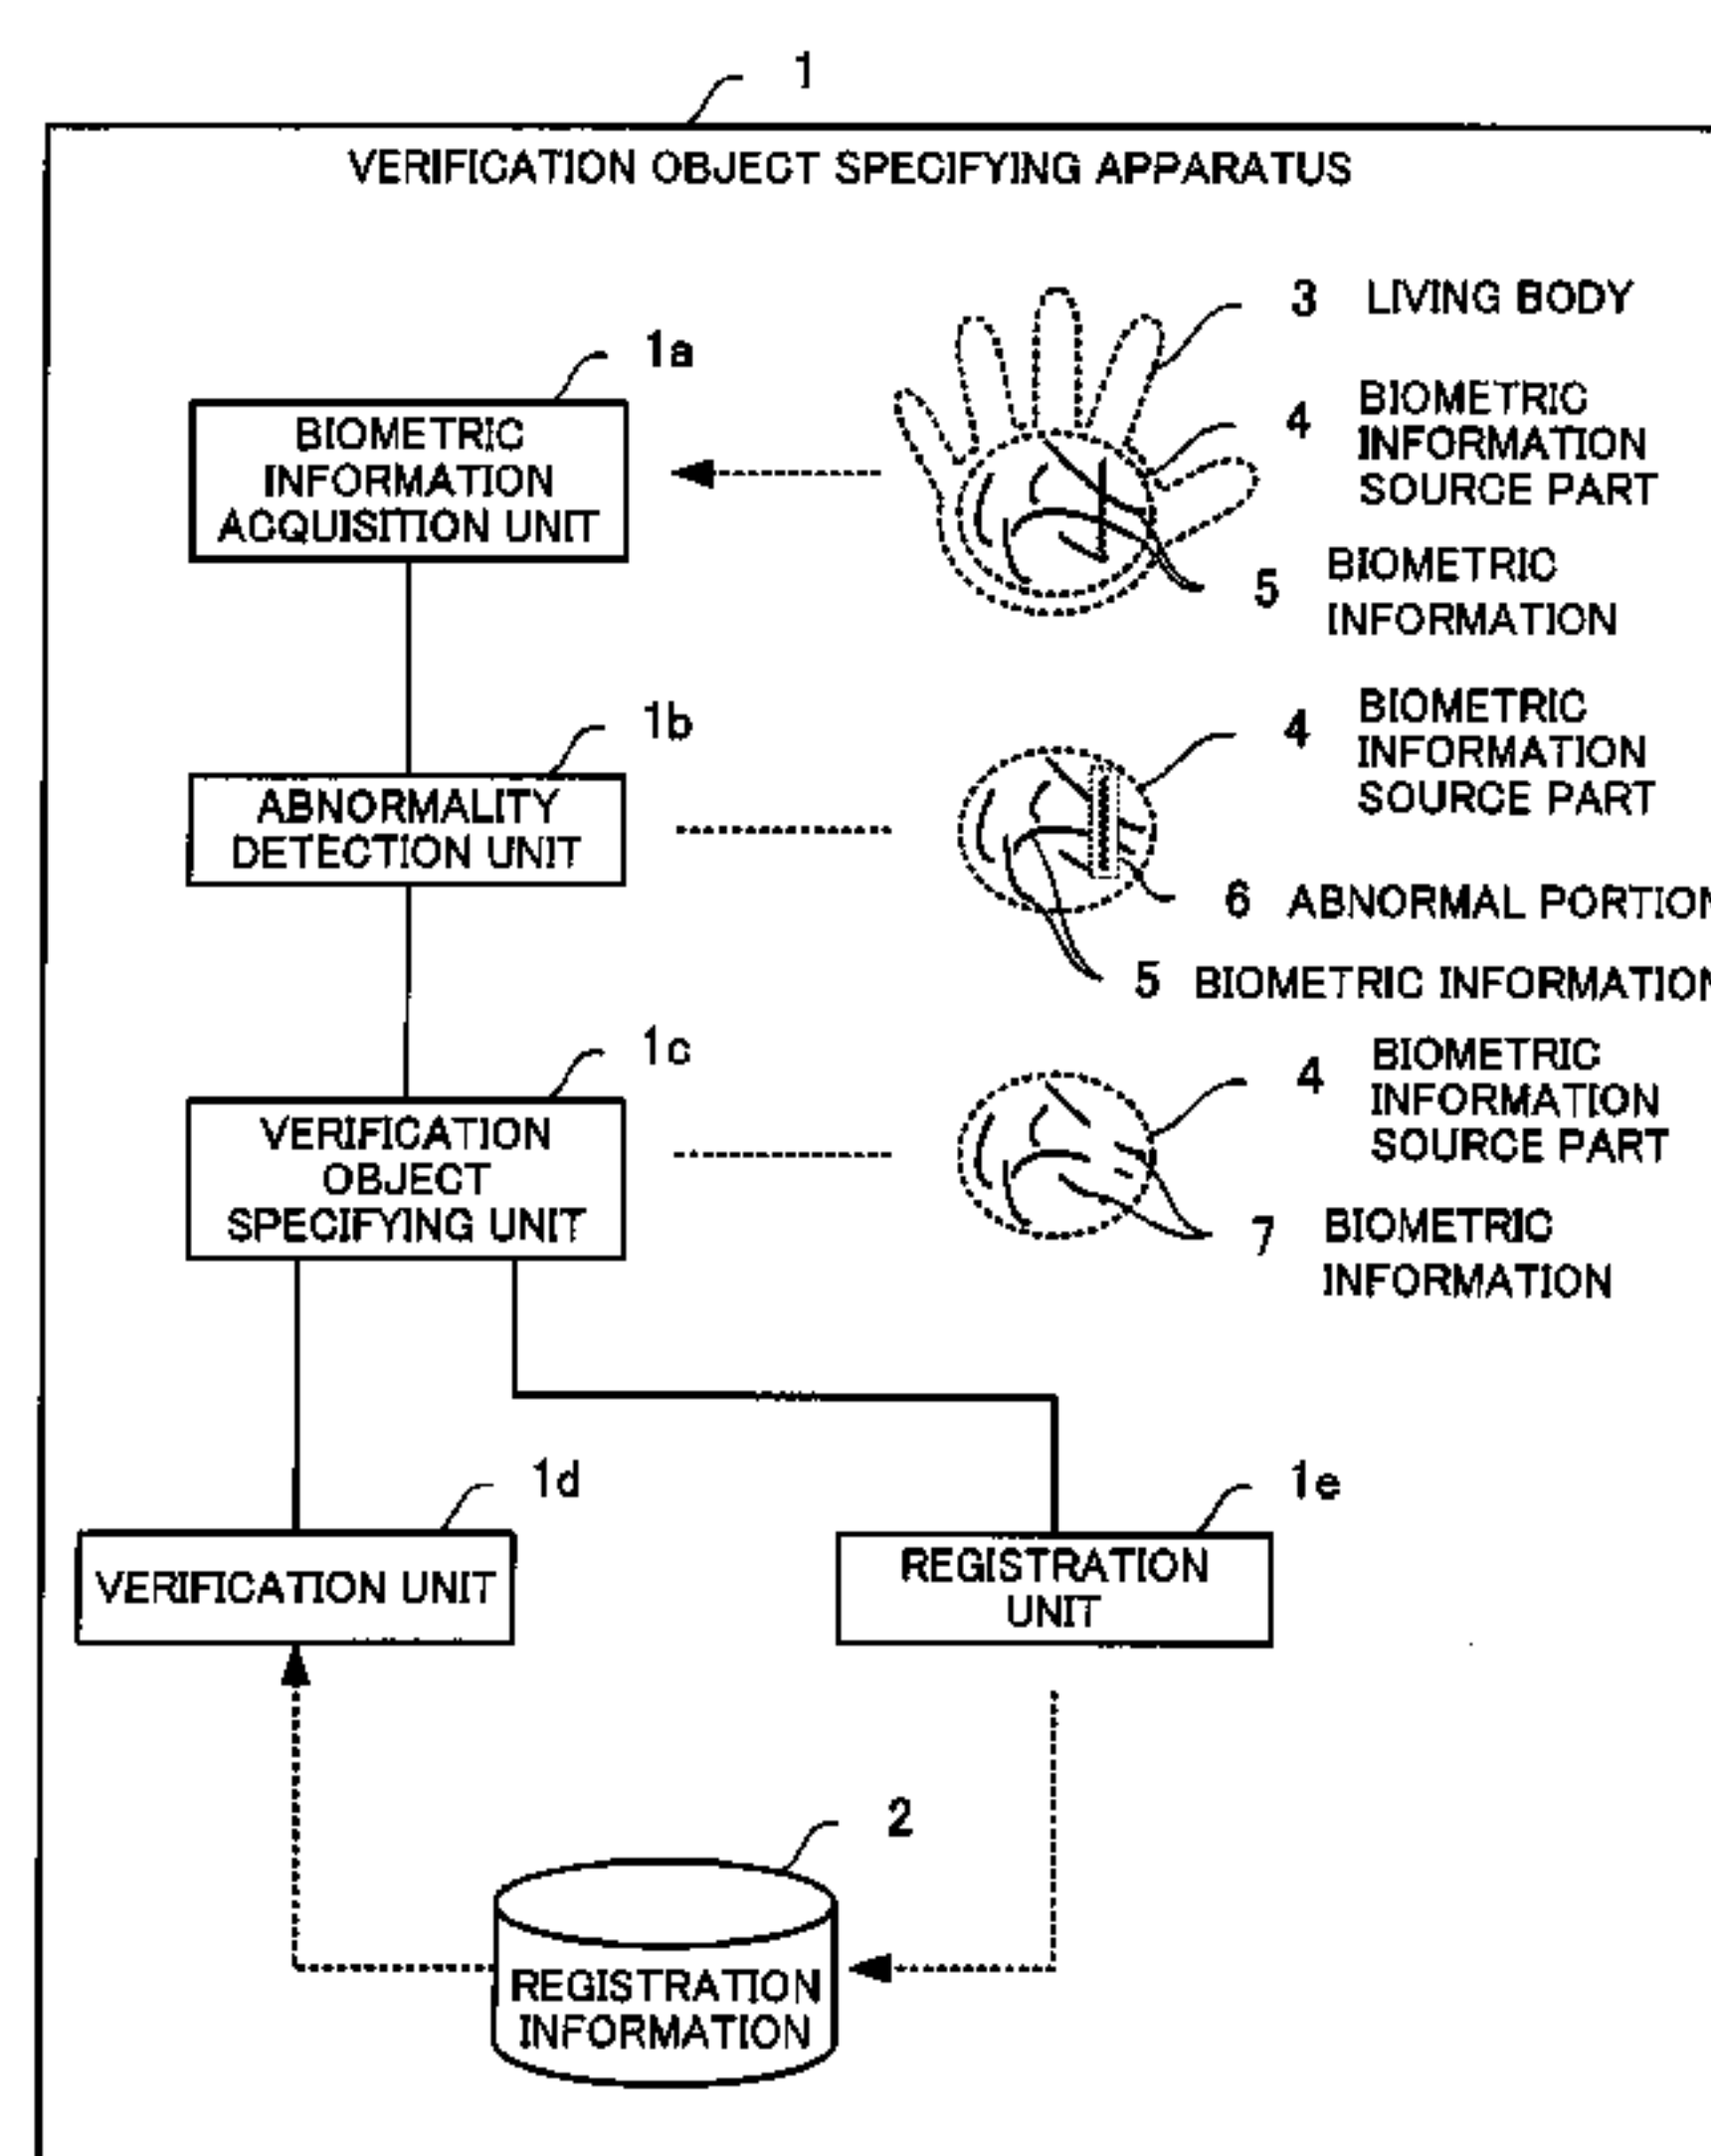 1
VERIFICATION OBJECT SPECIFYING APPARATUS
3 LIVING BODY
1a
BIOMETRIC
INFORMATION
ACQUISITION UNIT
4 BIOMETRIC
INFORMATION
SOURCE PART
5 BIOMETRIC
INFORMATION
1b
ABNORMALITY
DETECTION UNIT
4 BIOMETRIC
INFORMATION
SOURCE PART
6 ABNORMAL PORTION
5 BIOMETRIC INFORMATION
1c
VERIFICATION
OBJECT
SPECIFYING UNIT
4 BIOMETRIC
INFORMATION
SOURCE PART
7 BIOMETRIC
INFORMATION
1d
VERIFICATION UNIT
1e
REGISTRATION
UNIT
2
REGISTRATION
INFORMATION